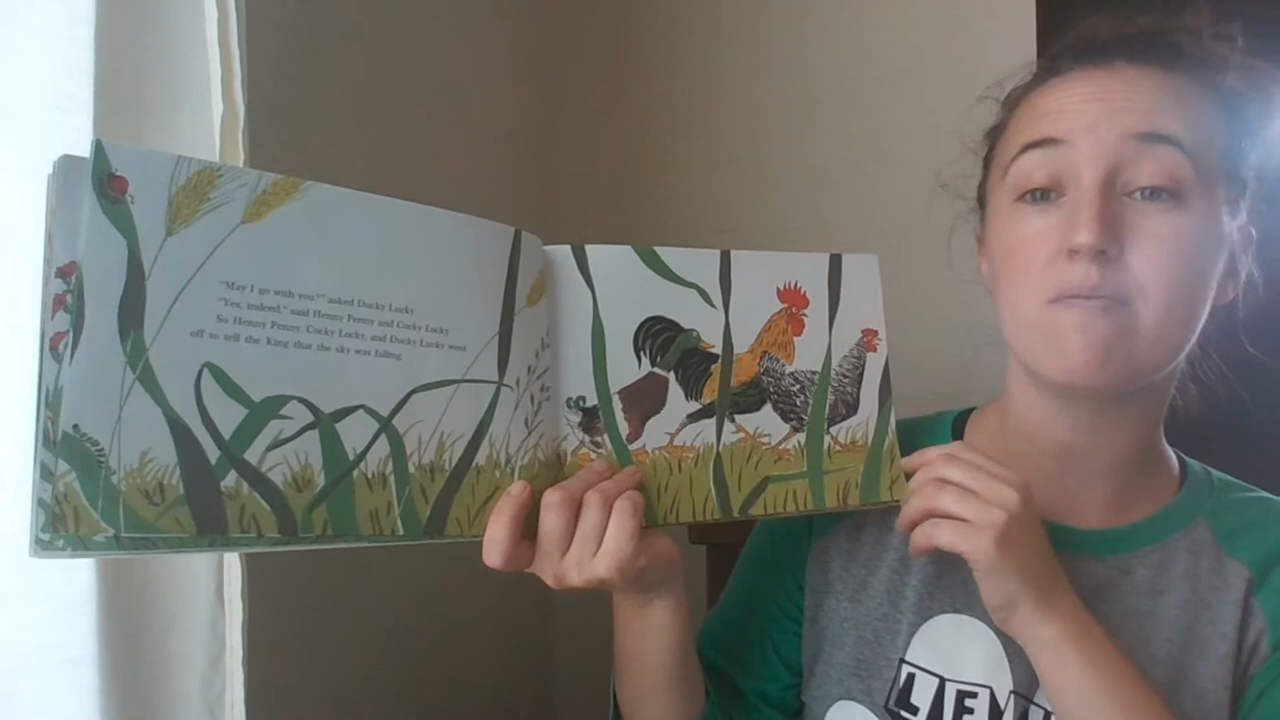 "May I go with you?" asked Ducky Lucky.
"Yes, indeed," said Henny Penny and Cocky Locky
So Henny Penny, Cocky Locky, and Ducky Lucky went
off to tell the King that the sky was falling.